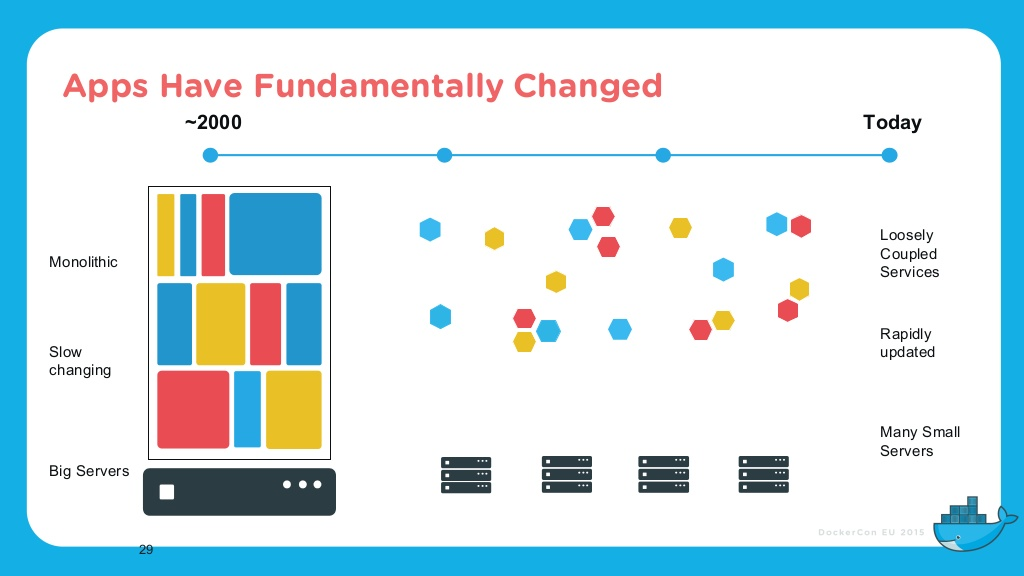 Apps Have Fundamentally Changed
~2000
Today
Monolithic
Slow
changing
Big Servers
Loosely
Coupled
Services
Rapidly
updated
Many Small
Servers
DockerCon EU 2015
29